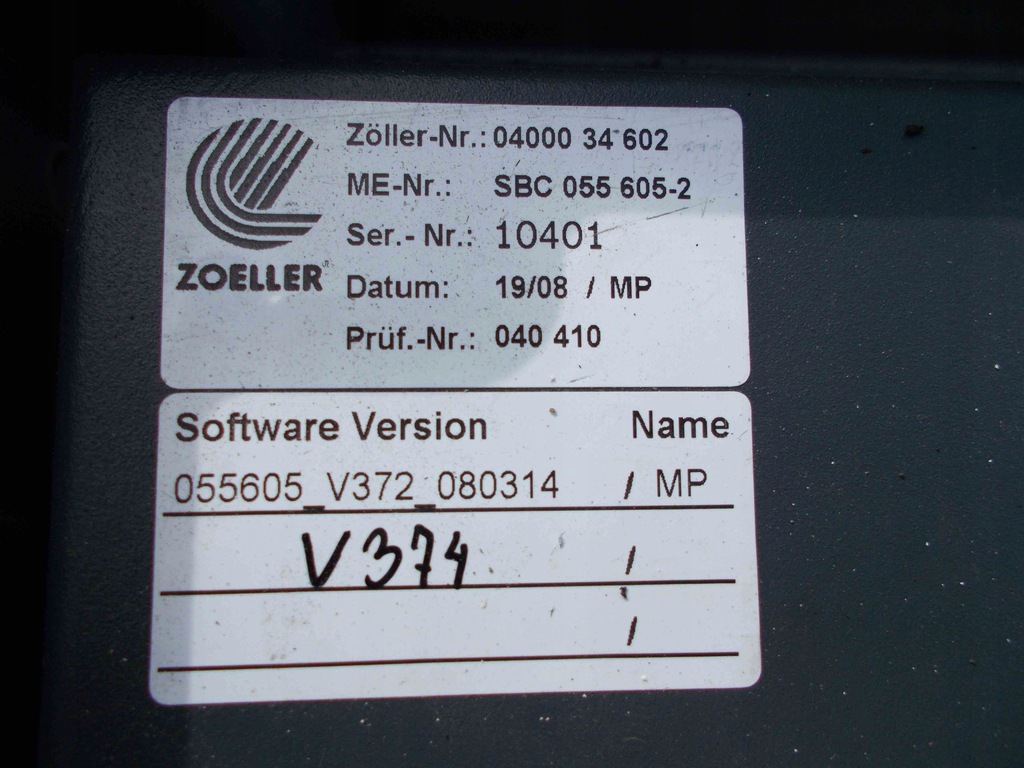 Zöller-Nr.: 04000 34 602
ME-Nr.: SBC 055 605-2
Ser.- Nr.: 10401
ZOELLER
Datum: 19/08 / MP
Prüf.-Nr.: 040 410
Software Version Name
055605_V372_080314 / MP
V374 /
/